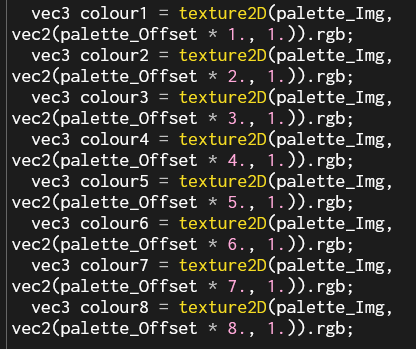 vec3 colour1 = texture2D(palette_Img,
vec2(palette_Offset * 1., 1.)).rgb;
vec3 colour2 = texture2D(palette_Img,
vec2(palette_Offset * 2., 1.)).rgb;
vec3 colour3 = texture2D(palette_Img,
vec2(palette_Offset * 3., 1.)).rgb;
vec3 colour4 = texture2D(palette_Img,
vec2(palette_Offset * 4., 1.)).rgb;
vec3 colour5 = texture2D(palette_Img,
vec2(palette_Offset * 5., 1.)).rgb;
vec3 colour6 = texture2D(palette_Img,
vec2(palette_Offset * 6., 1.)).rgb;
vec3 colour7 = texture2D(palette_Img,
vec2(palette_Offset * 7., 1.)).rgb;
vec3 colour8 = texture2D(palette_Img,
vec2(palette_Offset * 8., 1.)).rgb;